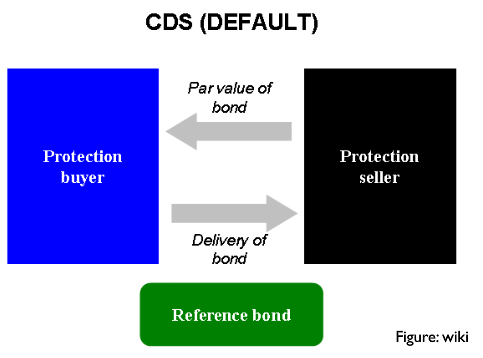 CDS (DEFAULT)
Par value of
bond
Protection
buyer
Protection
seller
Delivery of
bond
Reference bond
Figure: wiki